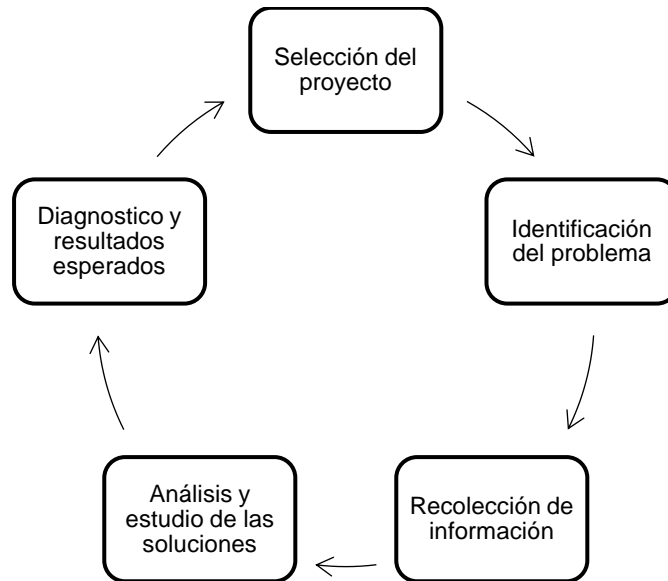 Selección del
proyecto
Identificación
del problema
Recolección de
información
Análisis y
estudio de las
soluciones
Diagnostico y
resultados
esperados